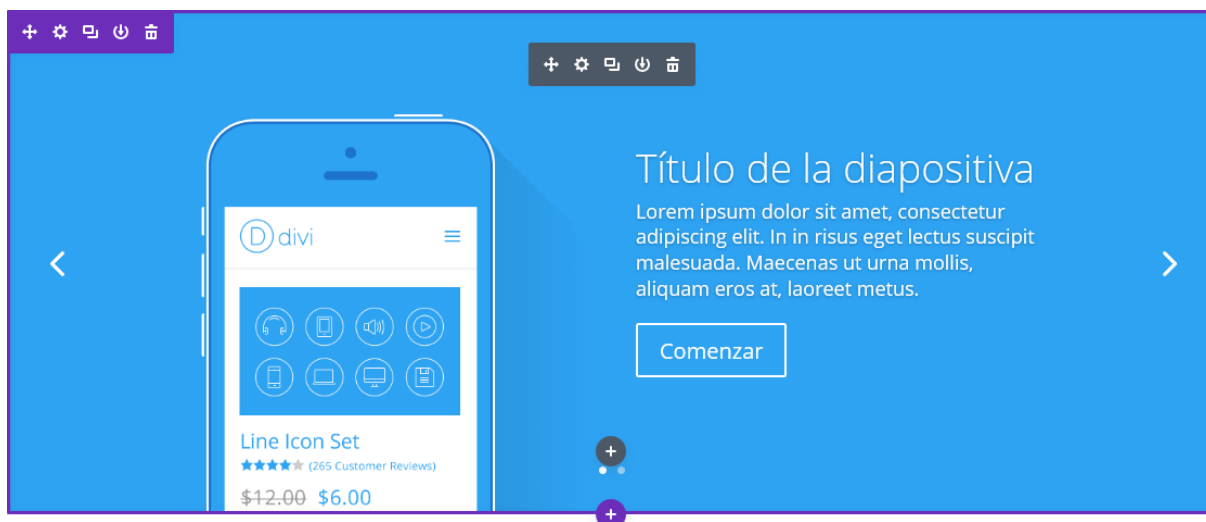 D divi
Line Icon Set
(265 Customer Reviews)
$12.00 $6.00
Título de la diapositiva
Lorem ipsum dolor sit amet, consectetur
adipiscing elit. In in risus eget lectus suscipit
malesuada. Maecenas ut urna mollis,
aliquam eros at, laoreet metus.
Comenzar